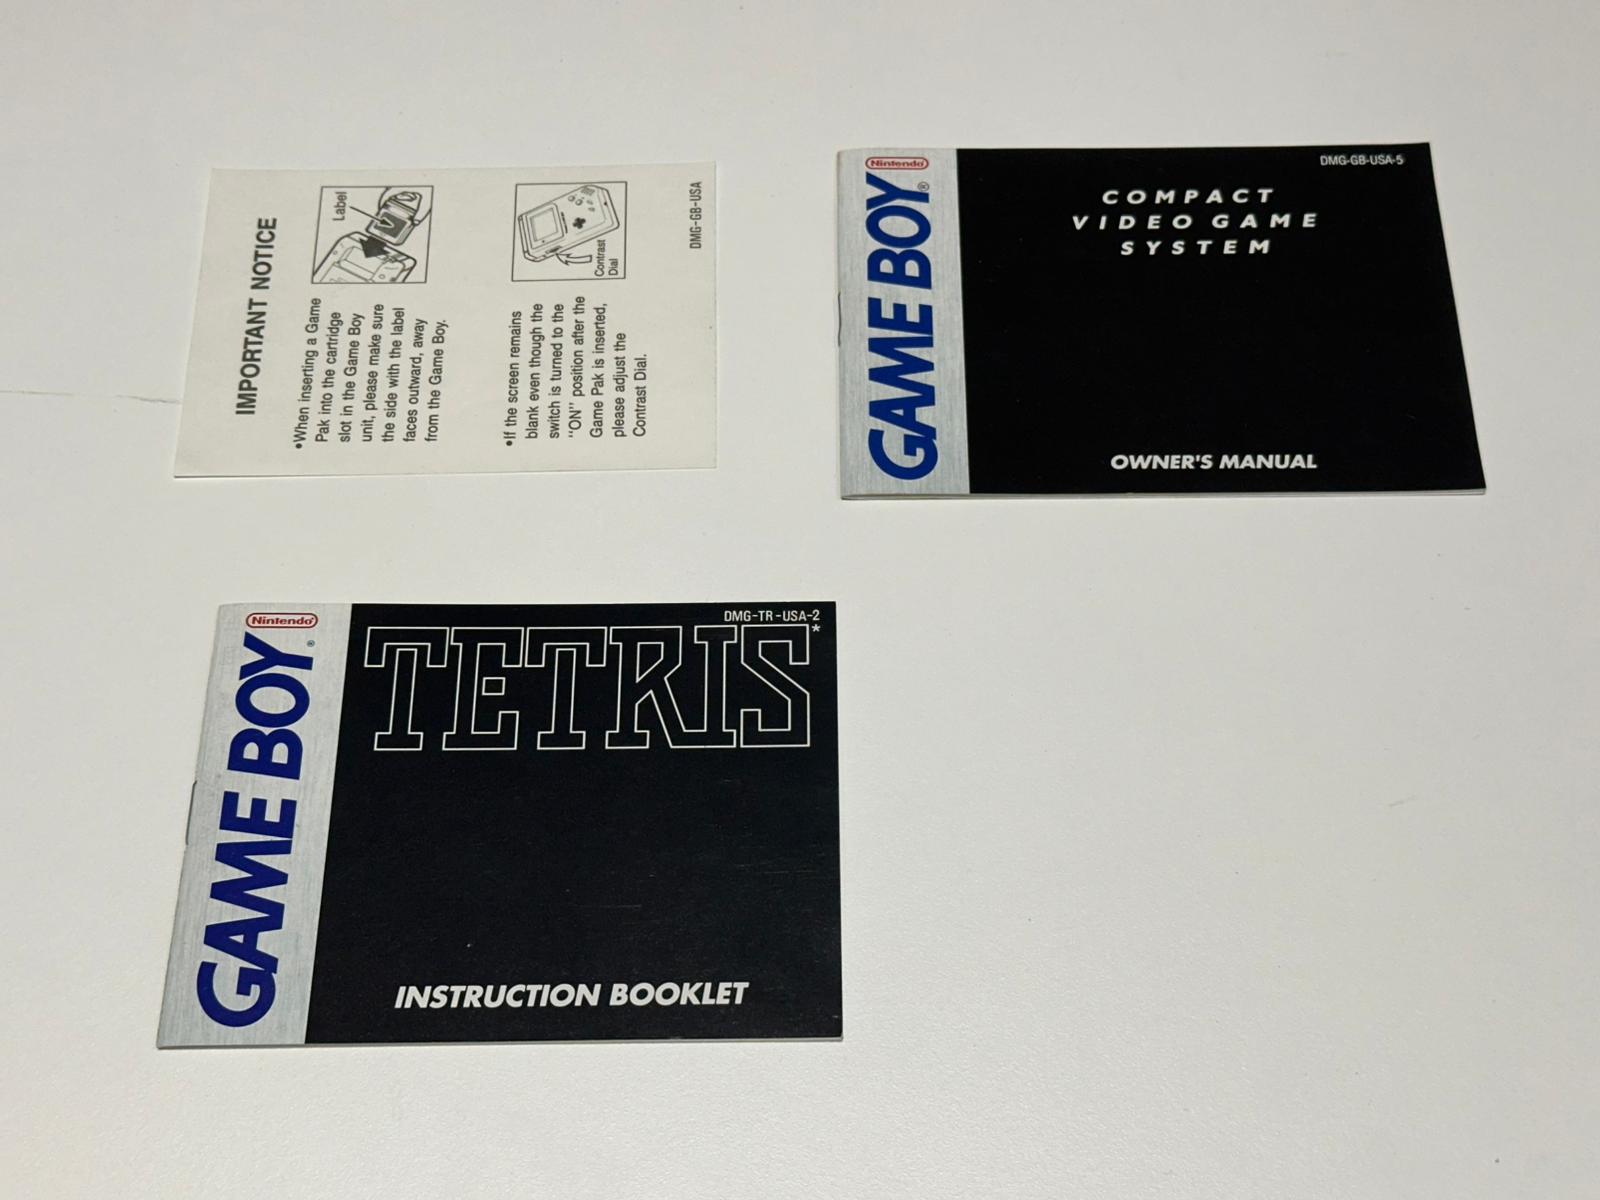 IMPORTANT NOTICE
•When inserting a Game
Pak into the cartridge
slot in the Game Boy
unit, please make sure
the side with the label
faces outward, away
from the Game Boy.
Label
•If the screen remains
blank even though the
switch is turned to the
"ON" position after the
Game Pak is inserted,
please adjust the
Contrast Dial.
Contrast
Dial
DMG-GB-USA
Nintendo
GAME BOY®
DMG-GB-USA-5
COMPACT
VIDEO GAME
SYSTEM
OWNER'S MANUAL
Nintendo
GAME BOY®
DMG-TR-USA-2
TETRIS*
INSTRUCTION BOOKLET